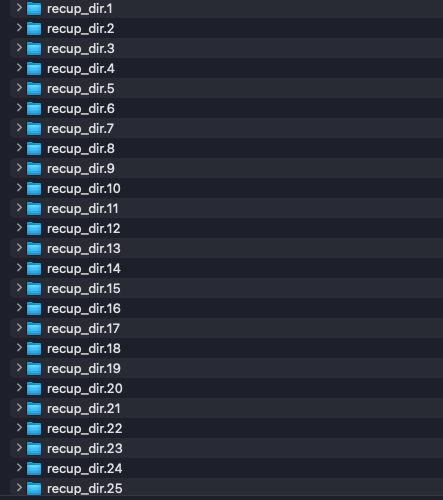 recup_dir.1
recup_dir.2
recup_dir.3
recup_dir.4
recup_dir.5
recup_dir.6
recup_dir.7
recup_dir.8
recup_dir.9
recup_dir.10
recup_dir.11
recup_dir.12
recup_dir.13
recup_dir.14
recup_dir.15
recup_dir.16
recup_dir.17
recup_dir.18
recup_dir.19
recup_dir.20
recup_dir.21
recup_dir.22
recup_dir.23
recup_dir.24
recup_dir.25